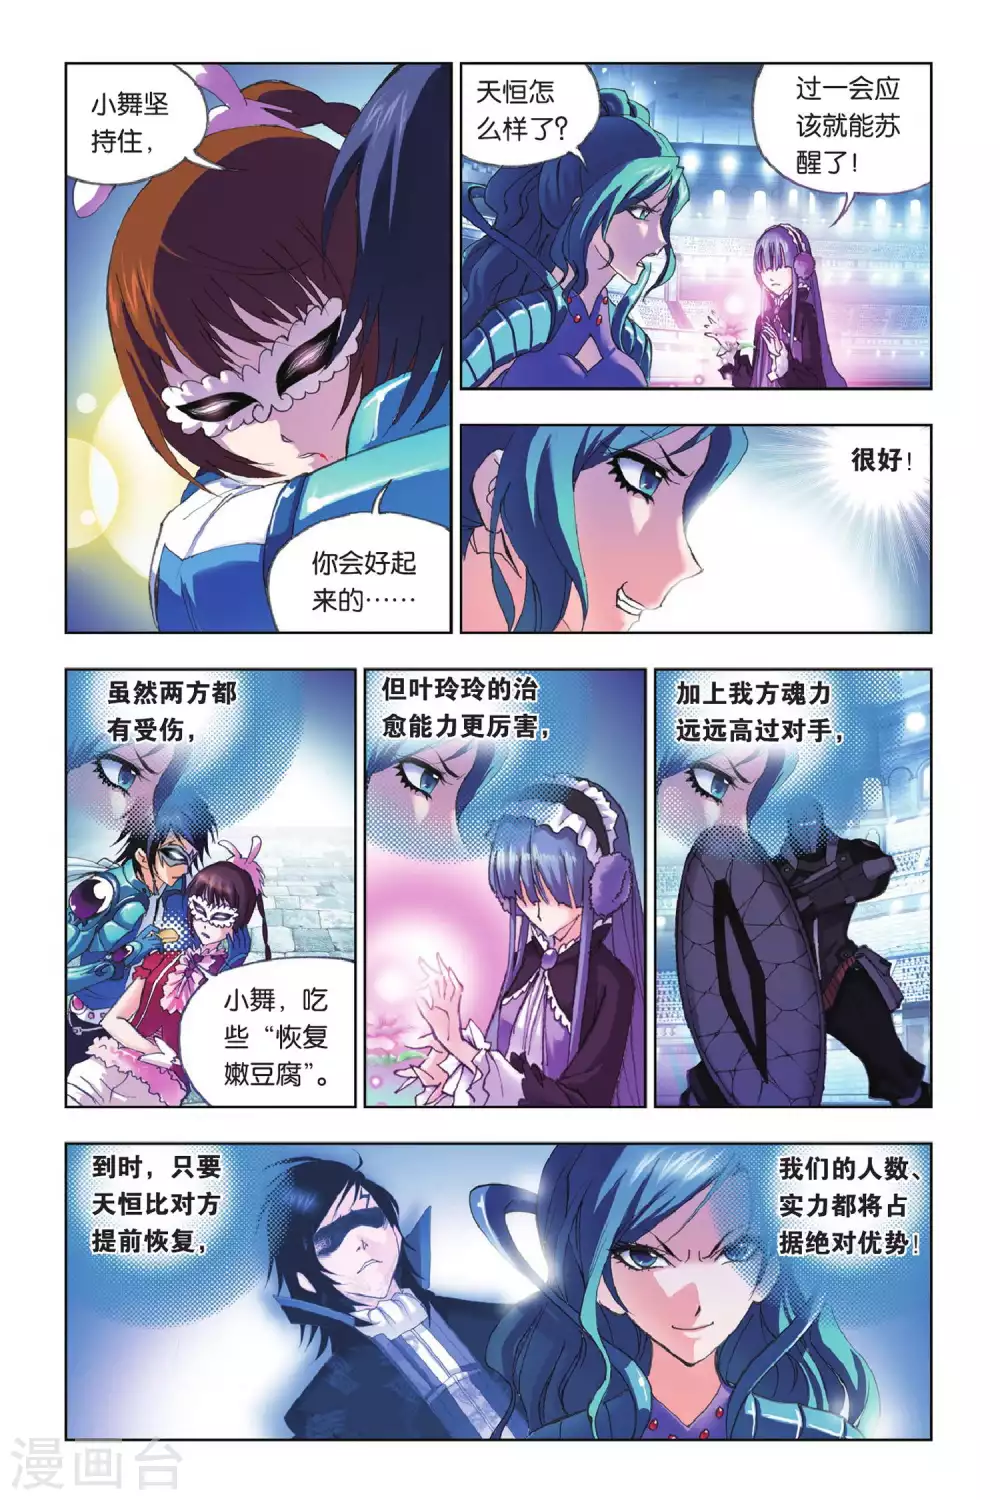 小舞坚
持住，
你会好起
来的……
天恒怎
么样了？
过一会应
该就能苏
醒了！
很好！
虽然两方都
有受伤，
小舞，吃
些“恢复
嫩豆腐”。
但叶玲玲的治
愈能力更厉害，
加上我方魂力
远远高过对手，
到时，只要
天恒比对方
提前恢复，
我们的人数、
实力都将占
据绝对优势！
漫画台